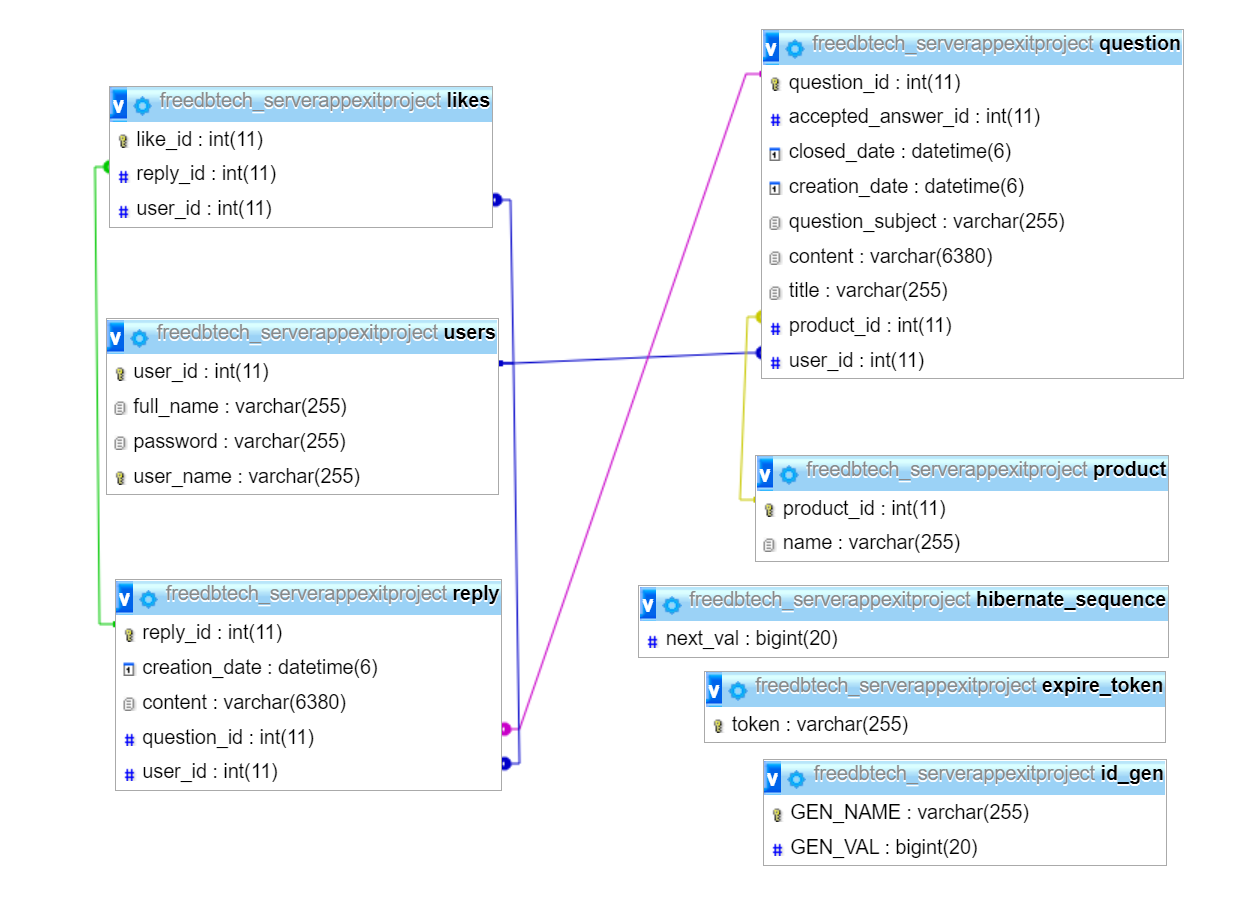 freedbtech_serverappexitproject likes
like_id : int(11)
reply_id : int(11)
user_id : int(11)
freedbtech_serverappexitproject users
user_id : int(11)
full_name : varchar(255)
password : varchar(255)
user_name : varchar(255)
freedbtech_serverappexitproject reply
reply_id : int(11)
creation_date : datetime(6)
content : varchar(6380)
question_id : int(11)
user_id : int(11)
freedbtech_serverappexitproject question
question_id : int(11)
accepted_answer_id : int(11)
closed_date : datetime(6)
creation_date : datetime(6)
question_subject : varchar(255)
content : varchar(6380)
title : varchar(255)
product_id : int(11)
user_id : int(11)
freedbtech_serverappexitproject product
product_id : int(11)
name : varchar(255)
freedbtech_serverappexitproject hibernate_sequence
next_val : bigint(20)
freedbtech_serverappexitproject expire_token
token : varchar(255)
freedbtech_serverappexitproject id_gen
GEN_NAME : varchar(255)
GEN_VAL : bigint(20)